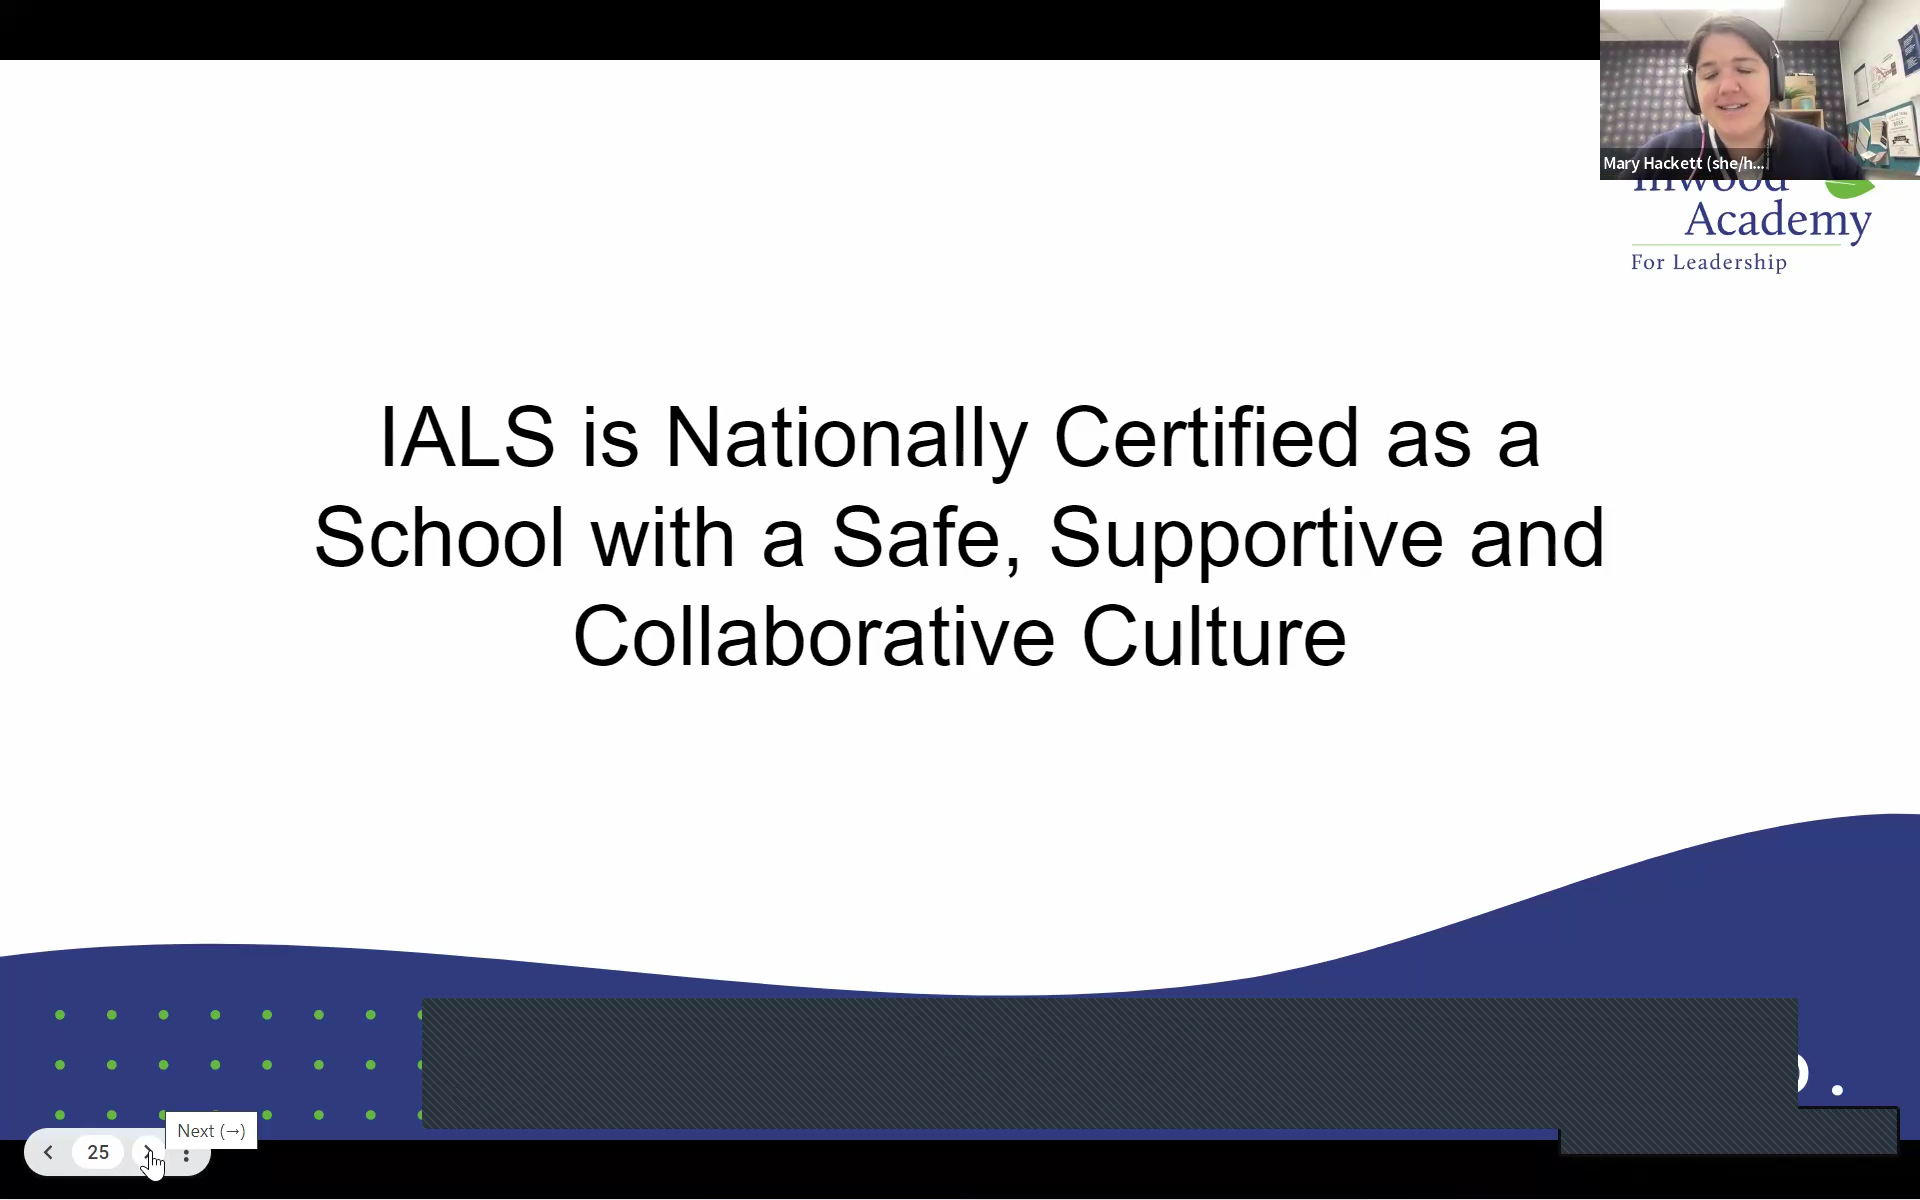 Mary Hackett (she/h...
Inwood
Academy
For Leadership
IALS is Nationally Certified as a
School with a Safe, Supportive and
Collaborative Culture
Next (→)
25